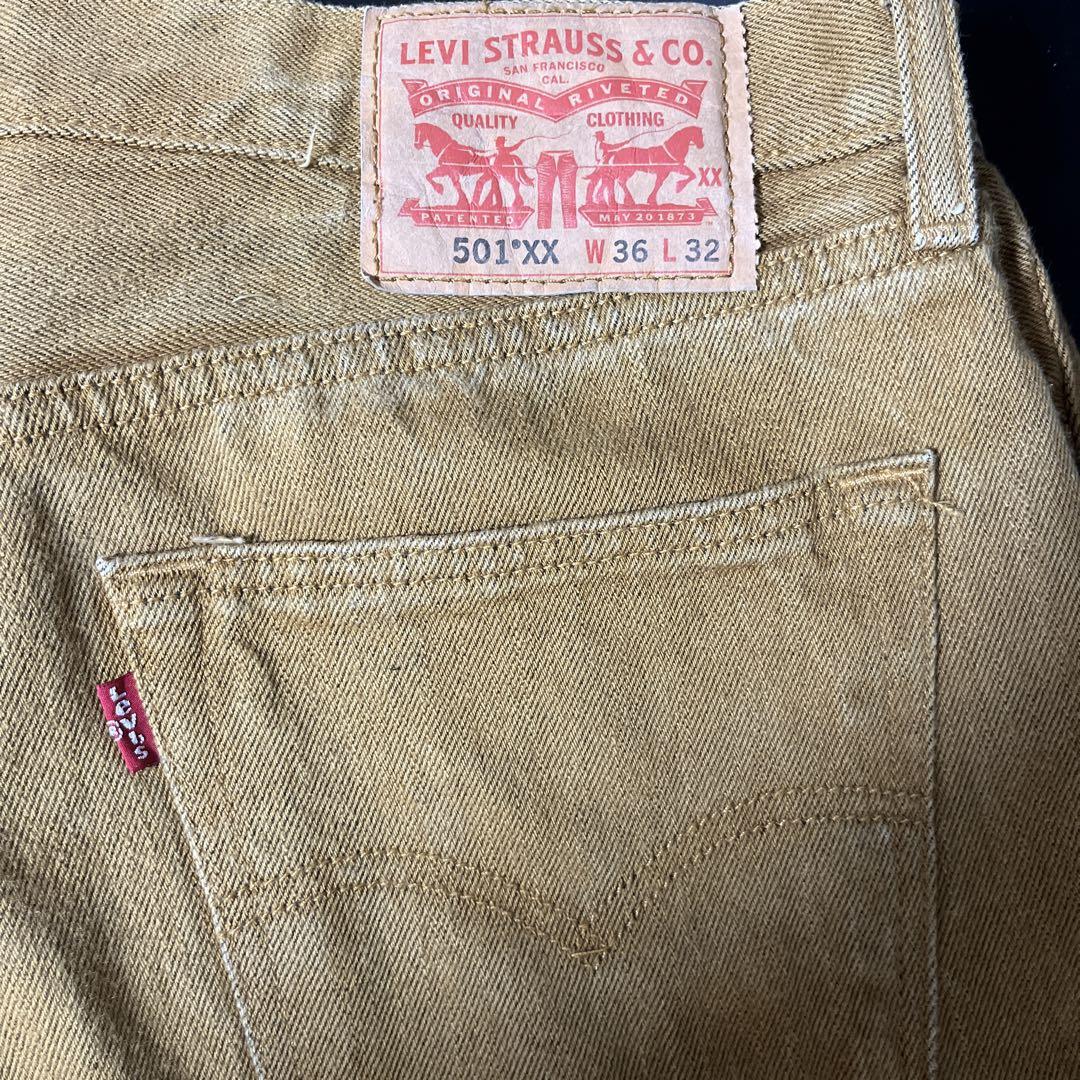 LEVI STRAUSS & CO.
SAN FRANCISCO
CAL.
ORIGINAL RIVETED
QUALITY CLOTHING
XX
PATENTED MAY 20 1873
501®XX W 36 L 32
LEVI'S
®